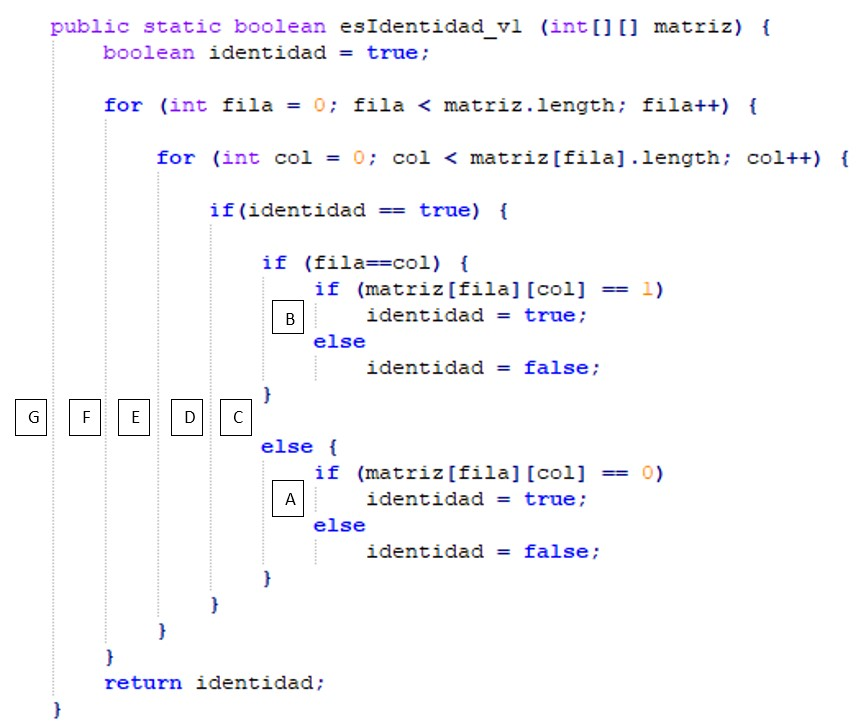 public static boolean esIdentidad_v1 (int[][] matriz) {
boolean identidad = true;
for (int fila = 0; fila < matriz.length; fila++) {
for (int col = 0; col < matriz[fila].length; col++) {
if(identidad == true) {
if (fila==col) {
if (matriz[fila][col] == 1)
B identidad = true;
else
identidad = false;
}
G F E D C
else {
if (matriz[fila][col] == 0)
A identidad = true;
else
identidad = false;
}
}
}
}
return identidad;
}